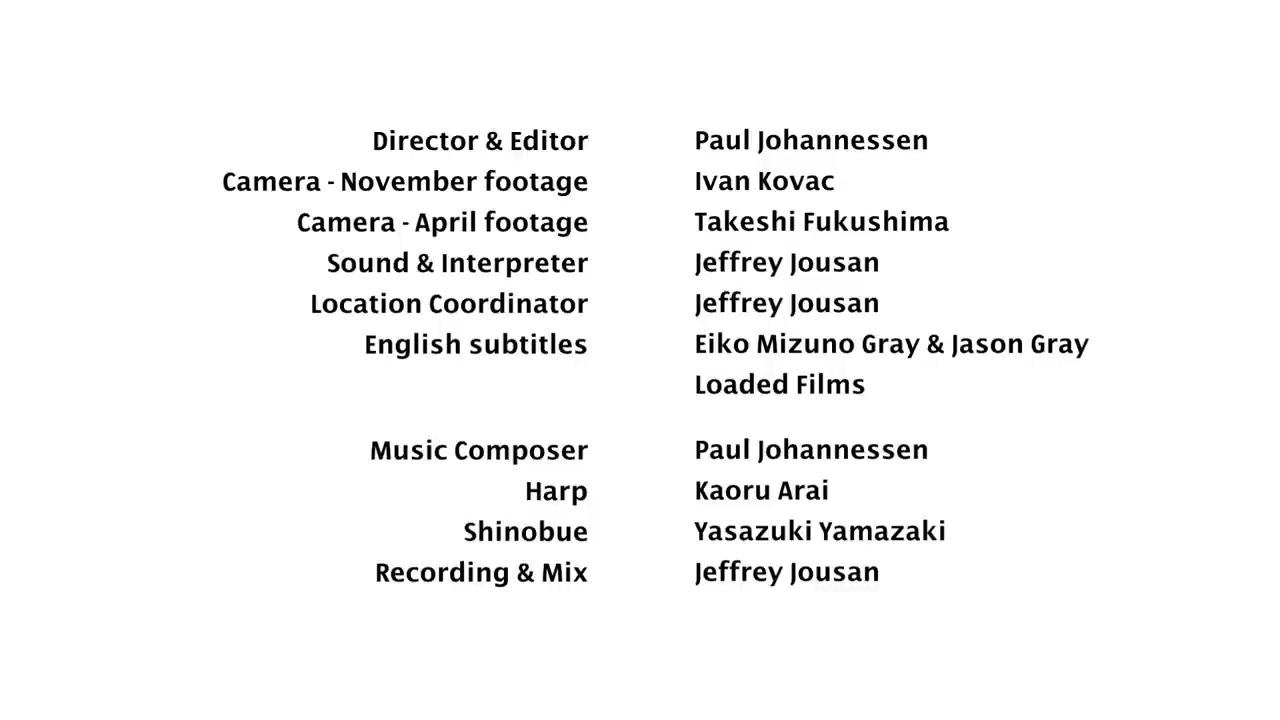 Director & Editor Paul Johannessen
Camera - November footage Ivan Kovac
Camera - April footage Takeshi Fukushima
Sound & Interpreter Jeffrey Jousan
Location Coordinator Jeffrey Jousan
English subtitles Eiko Mizuno Gray & Jason Gray
Loaded Films
Music Composer Paul Johannessen
Harp Kaoru Arai
Shinobue Yasazuki Yamazaki
Recording & Mix Jeffrey Jousan